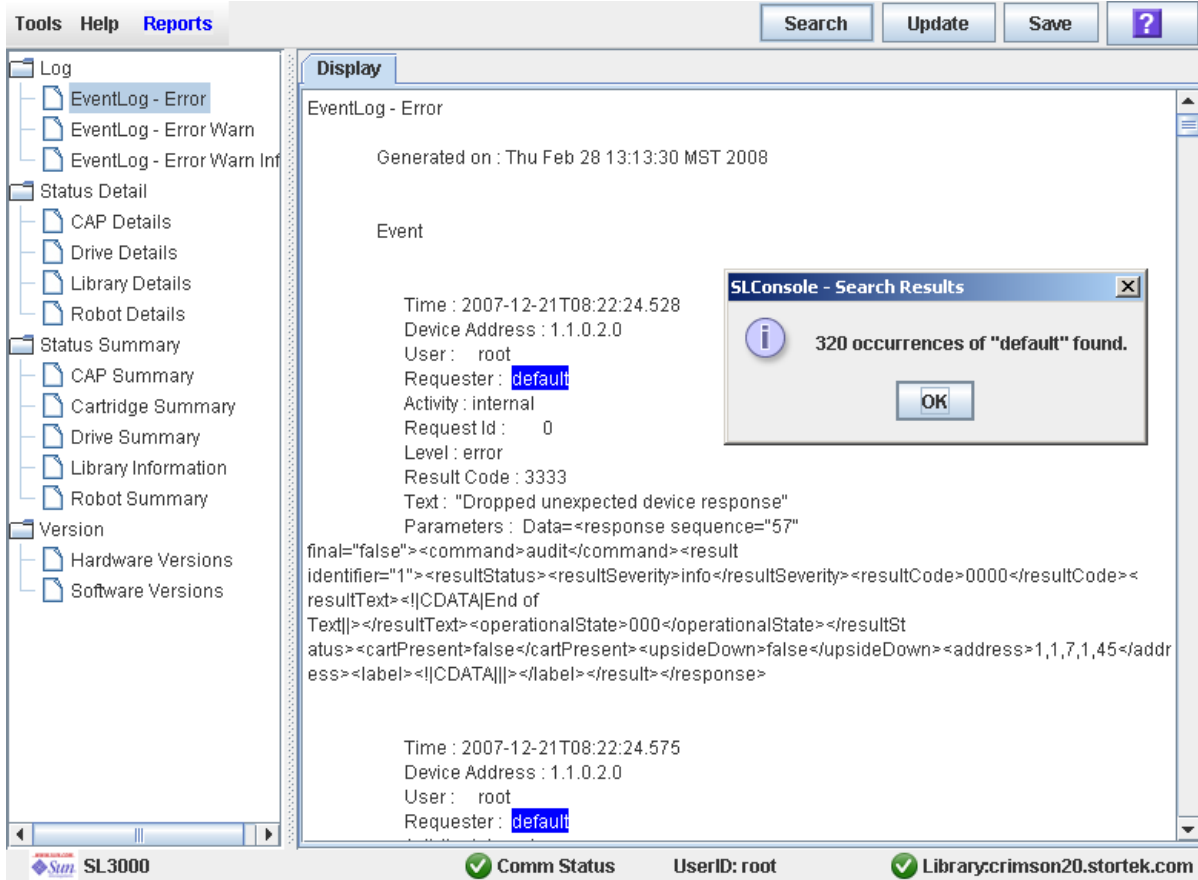 Tools Help Reports
Search Update Save ?
Log
EventLog - Error
EventLog - Error Warn
EventLog - Error Warn Inf
Status Detail
CAP Details
Drive Details
Library Details
Robot Details
Status Summary
CAP Summary
Cartridge Summary
Drive Summary
Library Information
Robot Summary
Version
Hardware Versions
Software Versions
Display
EventLog - Error
Generated on : Thu Feb 28 13:13:30 MST 2008
Event
Time : 2007-12-21T08:22:24.528
Device Address : 1.1.0.2.0
User : root
Requester : default
Activity : internal
Request Id : 0
Level : error
Result Code : 3333
Text : "Dropped unexpected device response"
Parameters : Data=<response sequence="57"
final="false"><command>audit</command><result
identifier="1"><resultStatus><resultSeverity>info</resultSeverity><resultCode>0000</resultCode><
resultText><!|CDATA|End of
Text||></resultText><operationalState>000</operationalState></resultSt
atus><cartPresent>false</cartPresent><upsideDown>false</upsideDown><address>1,1,7,1,45</addr
ess><label><!|CDATA|||></label></result></response>
Time : 2007-12-21T08:22:24.575
Device Address : 1.1.0.2.0
User : root
Requester : default
SLConsole - Search Results
320 occurrences of "default" found.
OK
Sun SL3000
Comm Status
UserID: root
Library:crimson20.stortek.com